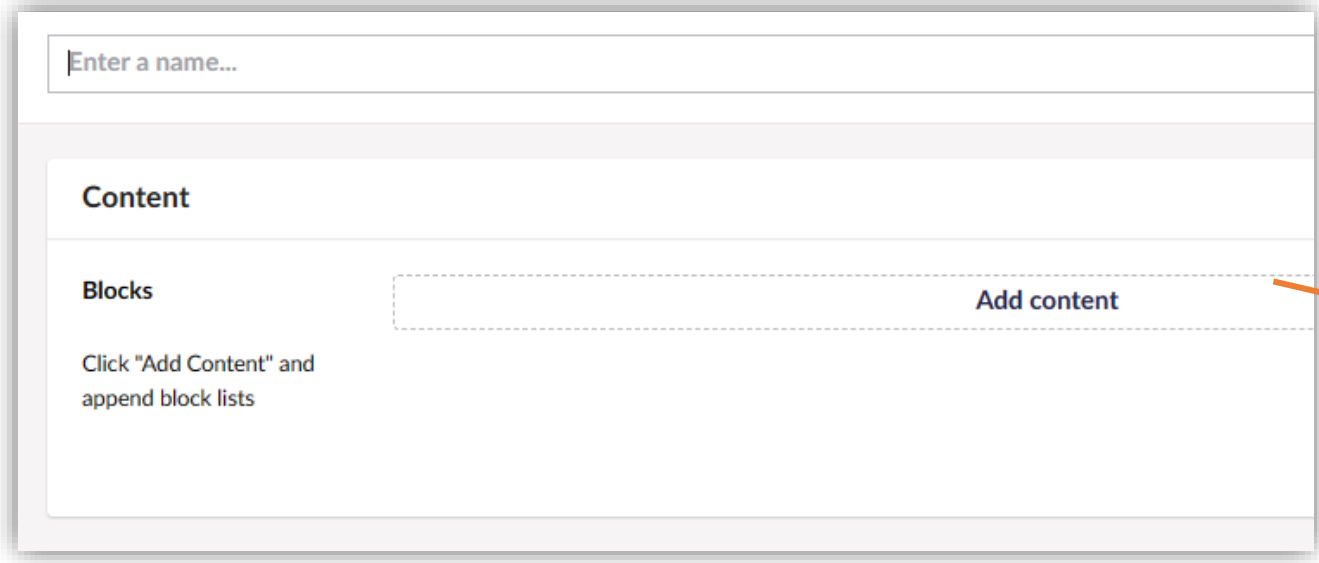 Enter a name...
Content
Blocks
Add content
Click "Add Content" and
append block lists